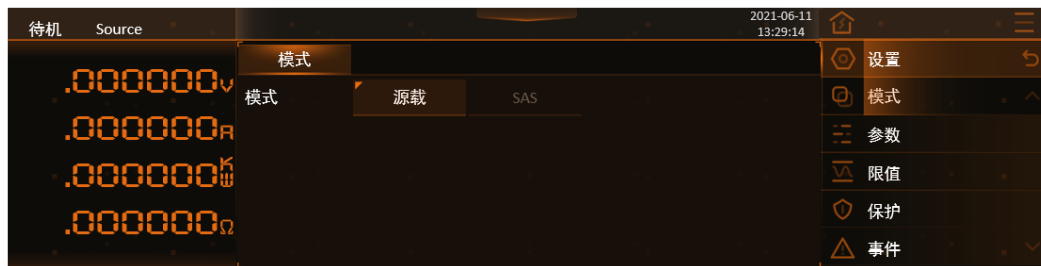 待机 Source
2021-06-11
13:29:14
.000000V
.000000A
.000000KW
.000000Ω
模式
模式 源载 SAS
设置
模式
参数
限值
保护
事件